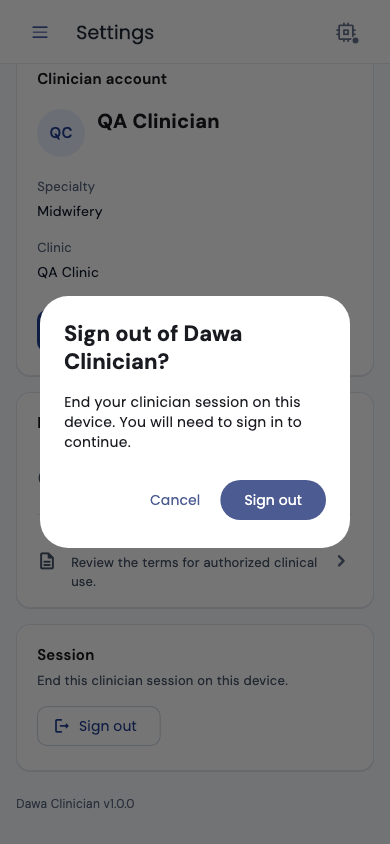 Settings
Clinician account
QC
QA Clinician
Specialty
Midwifery
Clinic
QA Clinic
Sign out of Dawa
Clinician?
End your clinician session on this
device. You will need to sign in to
continue.
Cancel
Sign out
Review the terms for authorized clinical
use.
Session
End this clinician session on this device.
Sign out
Dawa Clinician v1.0.0